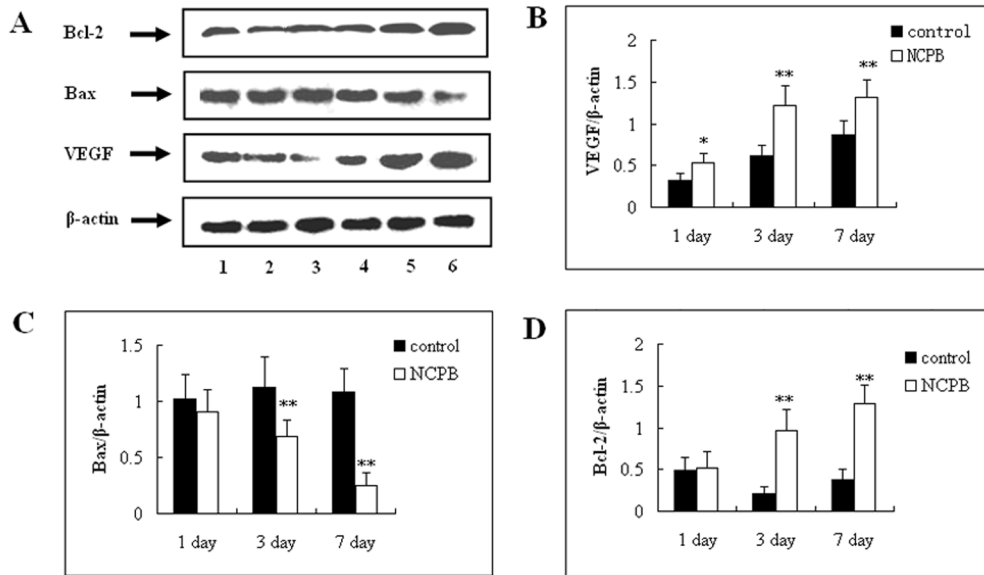 A
Bcl-2
Bax
VEGF
β-actin
1 2 3 4 5 6
B
VEGF/β-actin
2
1.5
1
0.5
0
control
NCPB
*
**
**
1 day 3 day 7 day
C
Bax/β-actin
1.5
1
0.5
0
control
NCPB
**
**
1 day 3 day 7 day
D
Bcl-2/β-actin
2
1.5
1
0.5
0
control
NCPB
**
**
1 day 3 day 7 day